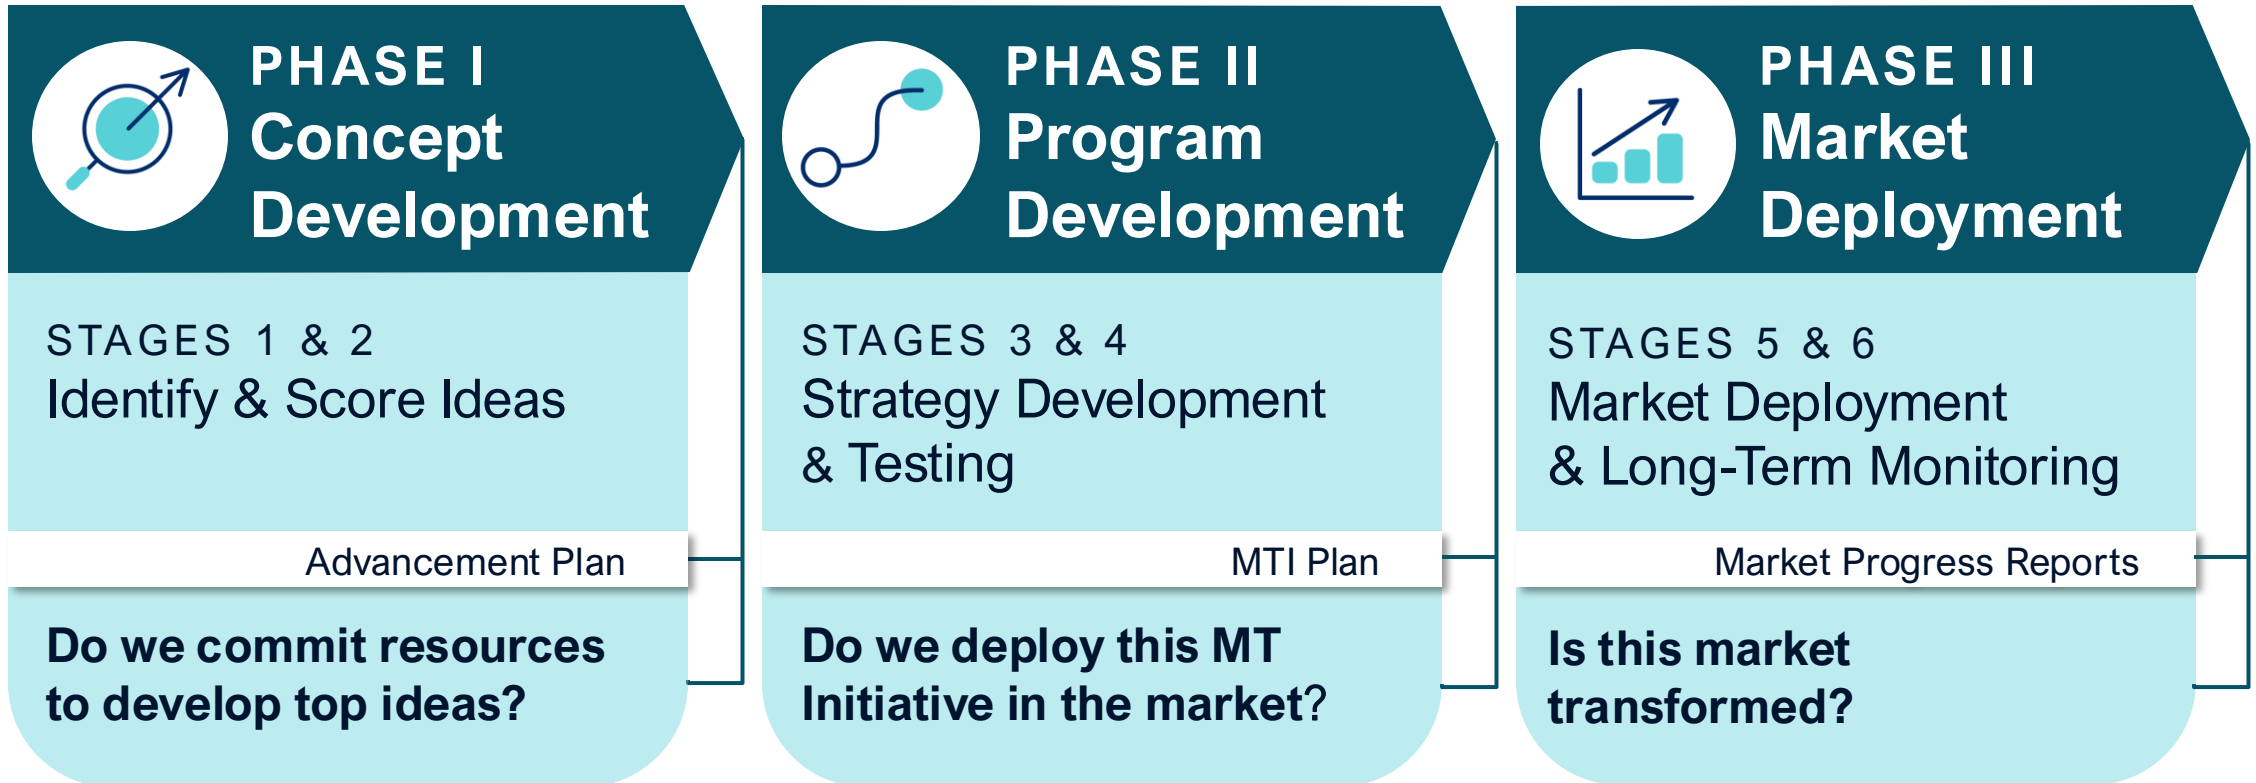 PHASE I
Concept
Development
STAGES 1 & 2
Identify & Score Ideas
Advancement Plan
Do we commit resources
to develop top ideas?
PHASE II
Program
Development
STAGES 3 & 4
Strategy Development
& Testing
MTI Plan
Do we deploy this MT
Initiative in the market?
PHASE III
Market
Deployment
STAGES 5 & 6
Market Deployment
& Long-Term Monitoring
Market Progress Reports
Is this market
transformed?